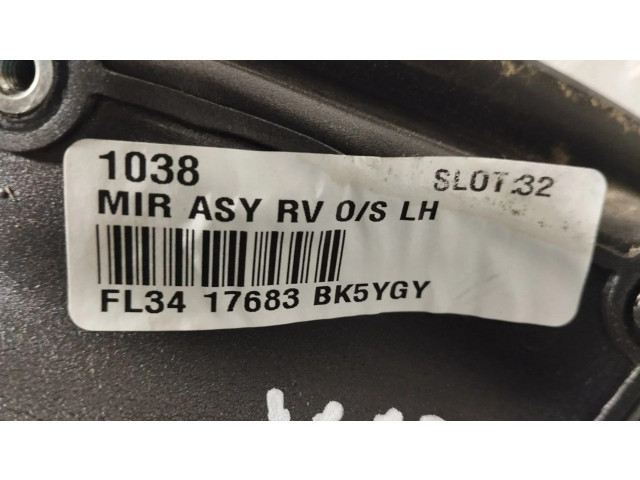 1038 SLOT:32
MIR ASY RV O/S LH
FL34 17683 BK5YGY